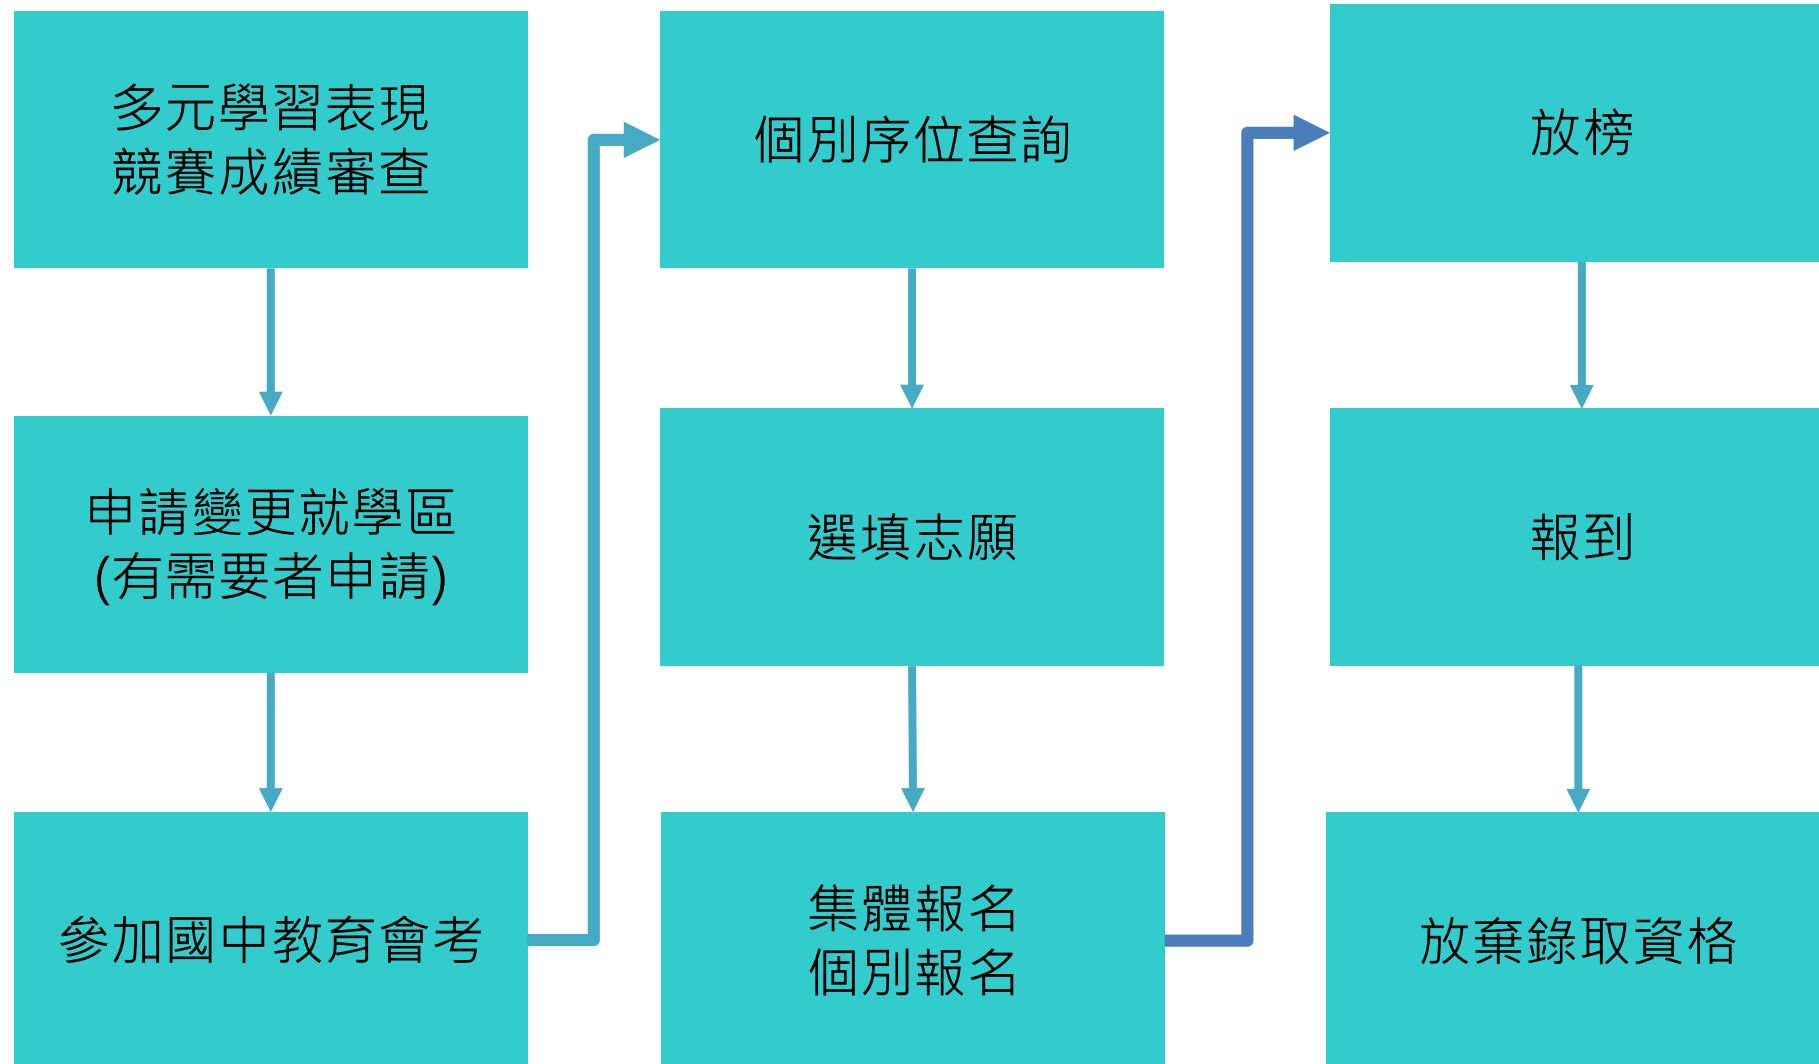 多元學習表現
競賽成績審查
申請變更就學區
(有需要者申請)
參加國中教育會考
個別序位查詢
選填志願
集體報名
個別報名
放榜
報到
放棄錄取資格